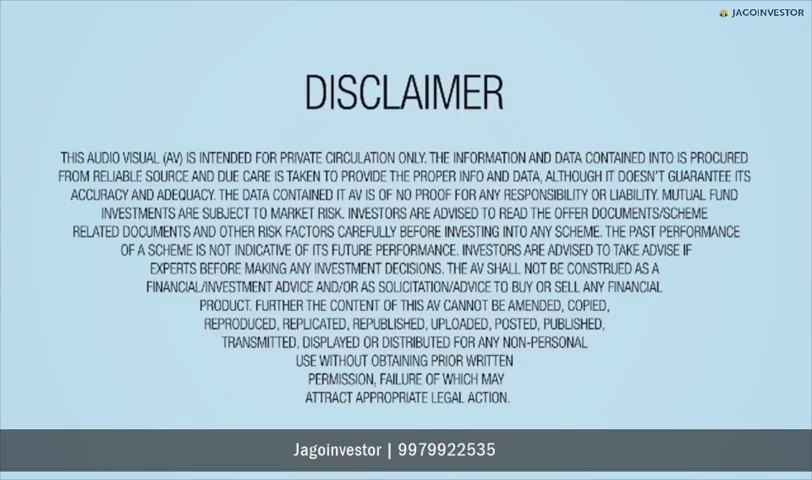 JAGOINVESTOR
DISCLAIMER
THIS AUDIO VISUAL (AV) IS INTENDED FOR PRIVATE CIRCULATION ONLY. THE INFORMATION AND DATA CONTAINED INTO IS PROCURED
FROM RELIABLE SOURCE AND DUE CARE IS TAKEN TO PROVIDE THE PROPER INFO AND DATA, ALTHOUGH IT DOESN'T GUARANTEE ITS
ACCURACY AND ADEQUACY. THE DATA CONTAINED IT AV IS OF NO PROOF FOR ANY RESPONSIBILITY OR LIABILITY. MUTUAL FUND
INVESTMENTS ARE SUBJECT TO MARKET RISK. INVESTORS ARE ADVISED TO READ THE OFFER DOCUMENTS/SCHEME
RELATED DOCUMENTS AND OTHER RISK FACTORS CAREFULLY BEFORE INVESTING INTO ANY SCHEME. THE PAST PERFORMANCE
OF A SCHEME IS NOT INDICATIVE OF ITS FUTURE PERFORMANCE. INVESTORS ARE ADVISED TO TAKE ADVISE IF
EXPERTS BEFORE MAKING ANY INVESTMENT DECISIONS. THE AV SHALL NOT BE CONSTRUED AS A
FINANCIAL/INVESTMENT ADVICE AND/OR AS SOLICITATION/ADVICE TO BUY OR SELL ANY FINANCIAL
PRODUCT. FURTHER THE CONTENT OF THIS AV CANNOT BE AMENDED, COPIED,
REPRODUCED, REPLICATED, REPUBLISHED, UPLOADED, POSTED, PUBLISHED,
TRANSMITTED, DISPLAYED OR DISTRIBUTED FOR ANY NON-PERSONAL
USE WITHOUT OBTAINING PRIOR WRITTEN
PERMISSION, FAILURE OF WHICH MAY
ATTRACT APPROPRIATE LEGAL ACTION.
Jagoinvestor | 9979922535